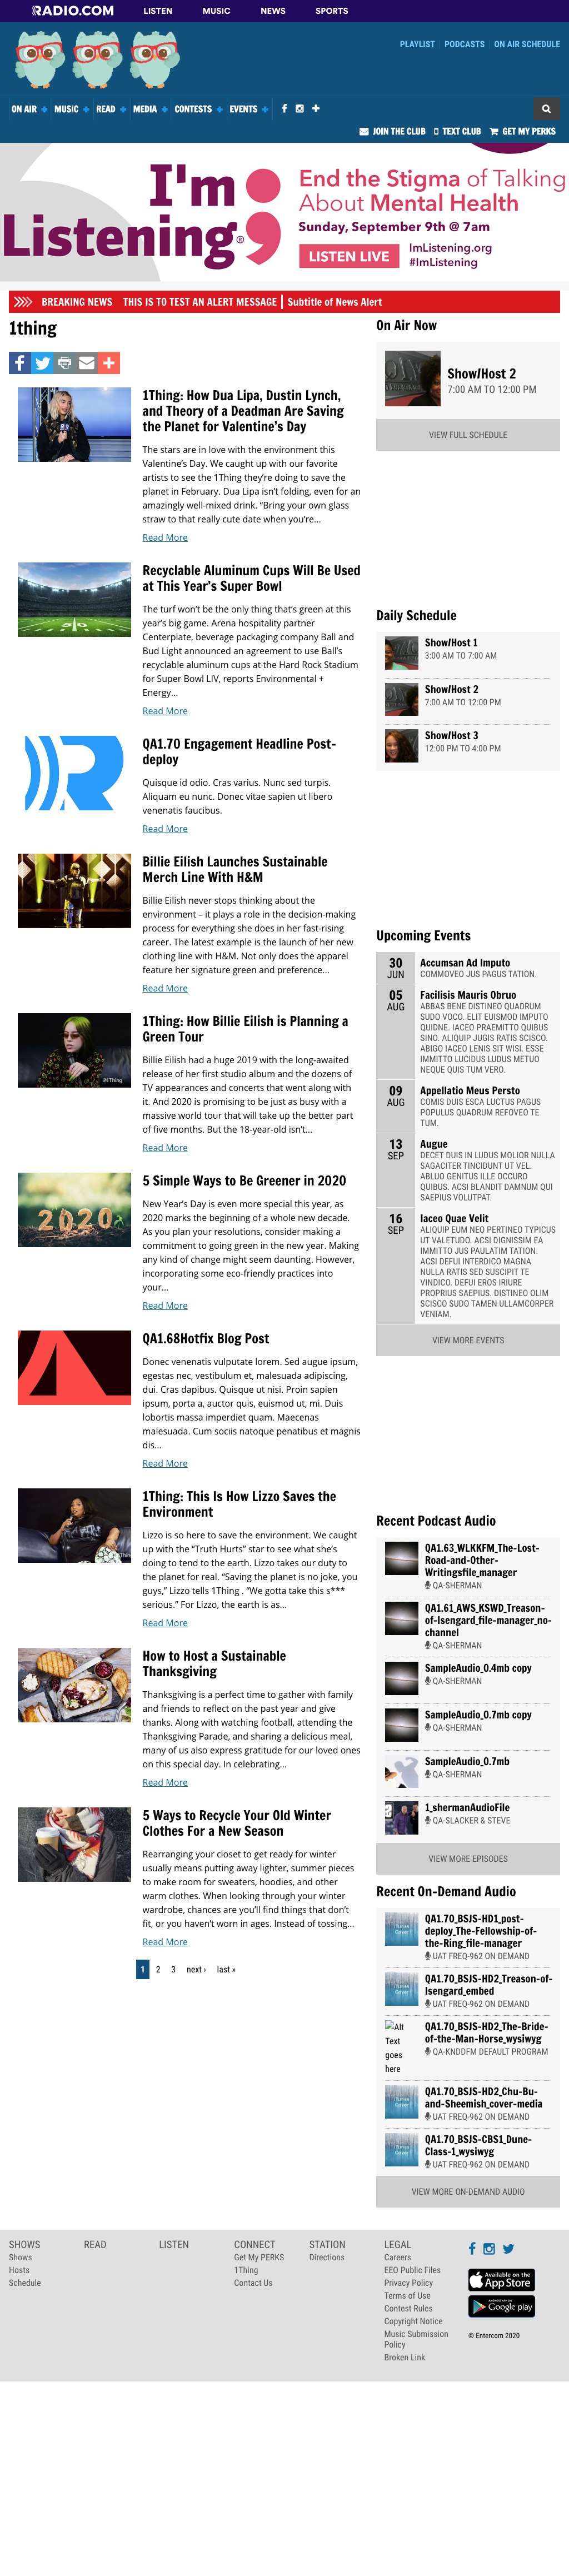 RADIO.COM LISTEN MUSIC NEWS SPORTS
PLAYLIST PODCASTS ON AIR SCHEDULE
ON AIR MUSIC READ MEDIA CONTESTS EVENTS
JOIN THE CLUB TEXT CLUB GET MY PERKS
I'm
Listening®
End the Stigma of Talking
About Mental Health
Sunday, September 9th @ 7am
LISTEN LIVE
ImListening.org
#ImListening
BREAKING NEWS THIS IS TO TEST AN ALERT MESSAGE | Subtitle of News Alert
1thing
1Thing: How Dua Lipa, Dustin Lynch,
and Theory of a Deadman Are Saving
the Planet for Valentine's Day
The stars are in love with the environment this
Valentine's Day. We caught up with our favorite
artists to see the 1Thing they're doing to save the
planet in February. Dua Lipa isn't folding, even for an
amazingly well-mixed drink. “Bring your own glass
straw to that really cute date when you're...
Read More
Recyclable Aluminum Cups Will Be Used
at This Year's Super Bowl
The turf won't be the only thing that's green at this
year's big game. Arena hospitality partner
Centerplate, beverage packaging company Ball and
Bud Light announced an agreement to use Ball's
recyclable aluminum cups at the Hard Rock Stadium
for Super Bowl LIV, reports Environmental +
Energy...
Read More
QA1.70 Engagement Headline Post-
deploy
Quisque id odio. Cras varius. Nunc sed turpis.
Aliquam eu nunc. Donec vitae sapien ut libero
venenatis faucibus.
Read More
Billie Eilish Launches Sustainable
Merch Line With H&M
Billie Eilish never stops thinking about the
environment – it plays a role in the decision-making
process for everything she does in her fast-rising
career. The latest example is the launch of her new
clothing line with H&M. Not only does the apparel
feature her signature green and preference...
Read More
#1Thing
1Thing: How Billie Eilish is Planning a
Green Tour
Billie Eilish had a huge 2019 with the long-awaited
release of her first studio album and the dozens of
TV appearances and concerts that went along with
it. And 2020 is promising to be just as busy with a
massive world tour that will take up the better part
of five months. But the 18-year-old isn't...
Read More
2020
5 Simple Ways to Be Greener in 2020
New Year's Day is even more special this year, as
2020 marks the beginning of a whole new decade.
As you plan your resolutions, consider making a
commitment to going green in the new year. Making
any kind of change might seem daunting. However,
incorporating some eco-friendly practices into
your...
Read More
QA1.68Hotfix Blog Post
Donec venenatis vulputate lorem. Sed augue ipsum,
egestas nec, vestibulum et, malesuada adipiscing,
dui. Cras dapibus. Quisque ut nisi. Proin sapien
ipsum, porta a, auctor quis, euismod ut, mi. Duis
lobortis massa imperdiet quam. Maecenas
malesuada. Cum sociis natoque penatibus et magnis
dis...
Read More
1Thing: This Is How Lizzo Saves the
Environment
Lizzo is so here to save the environment. We caught
up with the “Truth Hurts” star to see what she's
doing to tend to the earth. Lizzo takes our duty to
the planet for real. “Saving the planet is no joke, you
guys,” Lizzo tells 1Thing . “We gotta take this s***
serious.” For Lizzo, the earth is as...
Read More
How to Host a Sustainable
Thanksgiving
Thanksgiving is a perfect time to gather with family
and friends to reflect on the past year and give
thanks. Along with watching football, attending the
Thanksgiving Parade, and sharing a delicious meal,
many of us also express gratitude for our loved ones
on this special day. In celebrating...
Read More
5 Ways to Recycle Your Old Winter
Clothes For a New Season
Rearranging your closet to get ready for winter
usually means putting away lighter, summer pieces
to make room for sweaters, hoodies, and other
warm clothes. When looking through your winter
wardrobe, chances are you'll find things that don't
fit, or you haven't worn in ages. Instead of tossing...
Read More
1 2 3 next › last »
On Air Now
Show/Host 2
7:00 AM TO 12:00 PM
VIEW FULL SCHEDULE
Daily Schedule
Show/Host 1
3:00 AM TO 7:00 AM
Show/Host 2
7:00 AM TO 12:00 PM
Show/Host 3
12:00 PM TO 4:00 PM
Upcoming Events
30 JUN
Accumsan Ad Imputo
COMMOVEO JUS PAGUS TATION.
05 AUG
Facilisis Mauris Obruo
ABBAS BENE DISTINEO QUADRUM
SUDO VOCO. ELIT EUISMOD IMPUTO
QUIDNE. IACEO PRAEMITTO QUIBUS
SINO. ALIQUIP JUGIS RATIS SCISCO.
ABIGO IACEO LENIS SIT WISI. ESSE
IMMITTO LUCIDUS LUDUS METUO
NEQUE QUIS TUM VERO.
09 AUG
Appellatio Meus Persto
COMIS DUIS ESCA LUCTUS PAGUS
POPULUS QUADRUM REFOVEO TE
TUM.
13 SEP
Augue
DECET DUIS IN LUDUS MOLIOR NULLA
SAGACITER TINCIDUNT UT VEL.
ABLUO GENITUS ILLE OCCURO
QUIBUS. ACSI BLANDIT DAMNUM QUI
SAEPIUS VOLUTPAT.
16 SEP
Iaceo Quae Velit
ALIQUIP EUM NEO PERTINEO TYPICUS
UT VALETUDO. ACSI DIGNISSIM EA
IMMITTO JUS PAULATIM TATION.
ACSI DEFUI INTERDICO MAGNA
NULLA RATIS SED SUSCIPIT TE
VINDICO. DEFUI EROS IRIURE
PROPRIUS SAEPIUS. DISTINEO OLIM
SCISCO SUDO TAMEN ULLAMCORPER
VENIAM.
VIEW MORE EVENTS
Recent Podcast Audio
QA1.63_WLKKFM_The-Lost-
Road-and-Other-
Writingsfile_manager
QA-SHERMAN
QA1.61_AWS_KSWD_Treason-
of-Isengard_file-manager_no-
channel
QA-SHERMAN
SampleAudio_0.4mb copy
QA-SHERMAN
SampleAudio_0.7mb copy
QA-SHERMAN
SampleAudio_0.7mb
QA-SHERMAN
1_shermanAudioFile
QA-SLACKER & STEVE
VIEW MORE EPISODES
Recent On-Demand Audio
QA1.70_BSJS-HD1_post-
deploy_The-Fellowship-of-
the-Ring_file-manager
UAT FREQ-962 ON DEMAND
QA1.70_BSJS-HD2_Treason-of-
Isengard_embed
UAT FREQ-962 ON DEMAND
Alt
Text
goes
here
QA1.70_BSJS-HD2_The-Bride-
of-the-Man-Horse_wysiwyg
QA-KNDDFM DEFAULT PROGRAM
QA1.70_BSJS-HD2_Chu-Bu-
and-Sheemish_cover-media
UAT FREQ-962 ON DEMAND
QA1.70_BSJS-CBS1_Dune-
Class-1_wysiwyg
UAT FREQ-962 ON DEMAND
VIEW MORE ON-DEMAND AUDIO
SHOWS
Shows
Hosts
Schedule
READ
LISTEN
CONNECT
Get My PERKS
1Thing
Contact Us
STATION
Directions
LEGAL
Careers
EEO Public Files
Privacy Policy
Terms of Use
Contest Rules
Copyright Notice
Music Submission
Policy
Broken Link
Available on the
App Store
Google play
© Entercom 2020